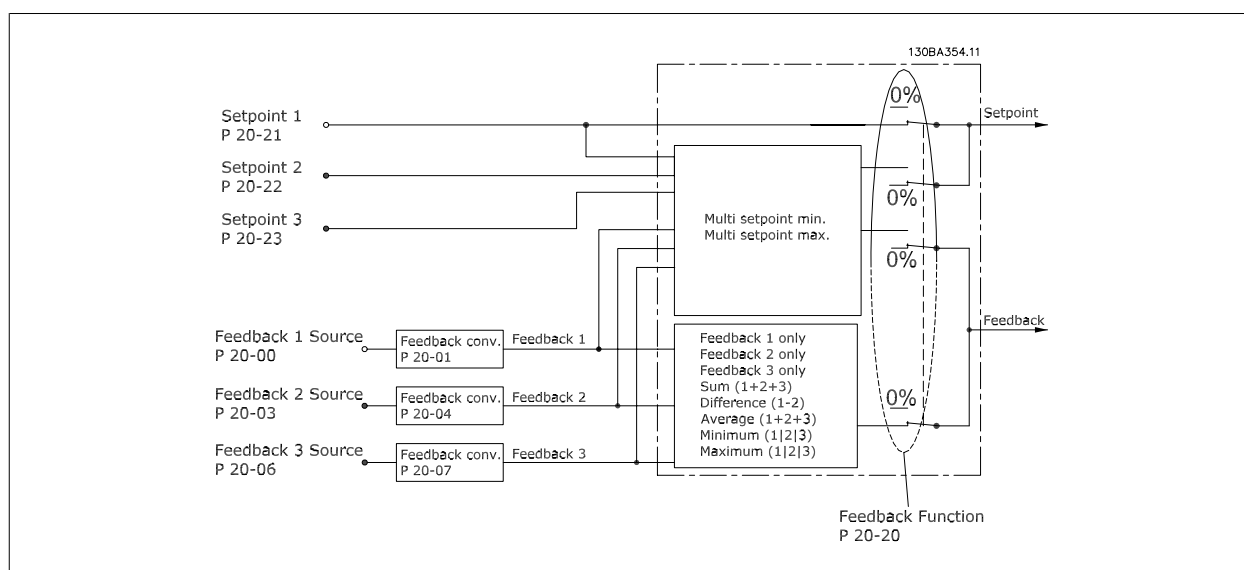 130BA354.11
0%
Setpoint 1
P 20-21
Setpoint
Setpoint 2
P 20-22
0%
Setpoint 3
P 20-23
Multi setpoint min.
Multi setpoint max.
0%
Feedback
Feedback 1 Source
P 20-00
Feedback conv.
P 20-01
Feedback 1
Feedback 2 Source
P 20-03
Feedback conv.
P 20-04
Feedback 2
Feedback 3 Source
P 20-06
Feedback conv.
P 20-07
Feedback 3
Feedback 1 only
Feedback 2 only
Feedback 3 only
Sum (1+2+3)
Difference (1-2)
Average (1+2+3)
Minimum (1|2|3)
Maximum (1|2|3)
0%
Feedback Function
P 20-20